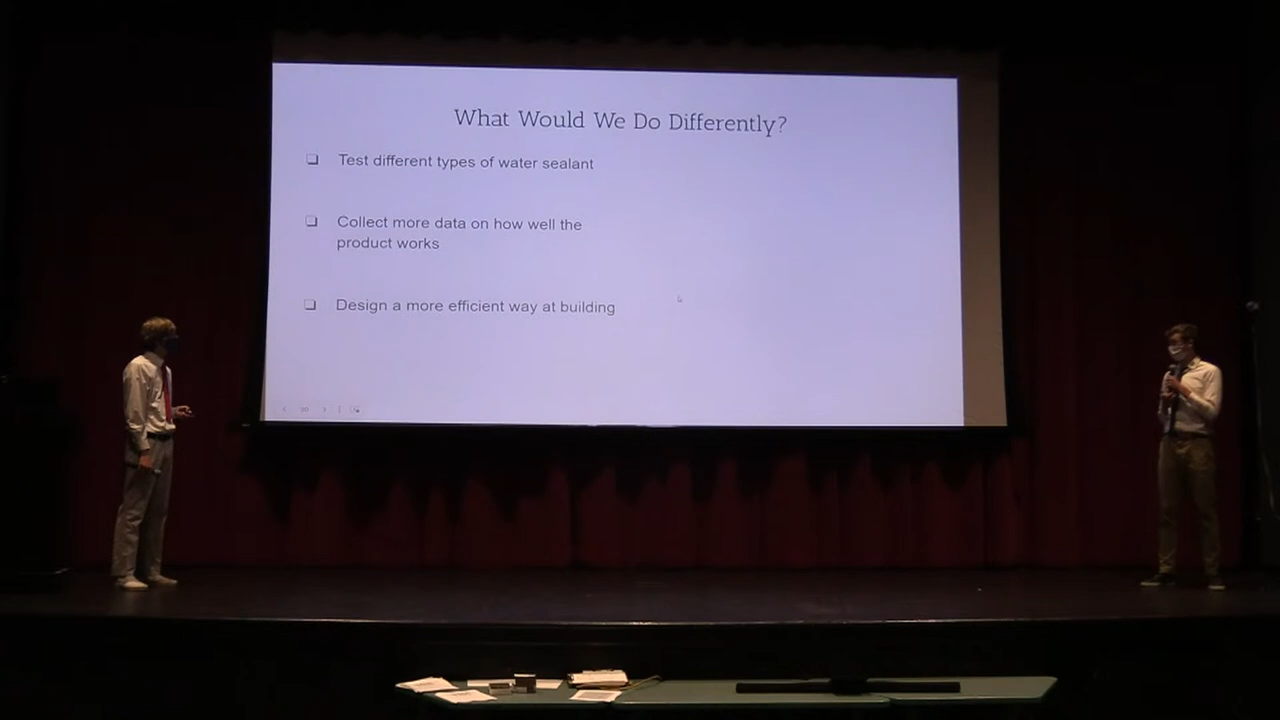 What Would We Do Differently?
❏ Test different types of water sealant
❏ Collect more data on how well the
product works
❏ Design a more efficient way at building